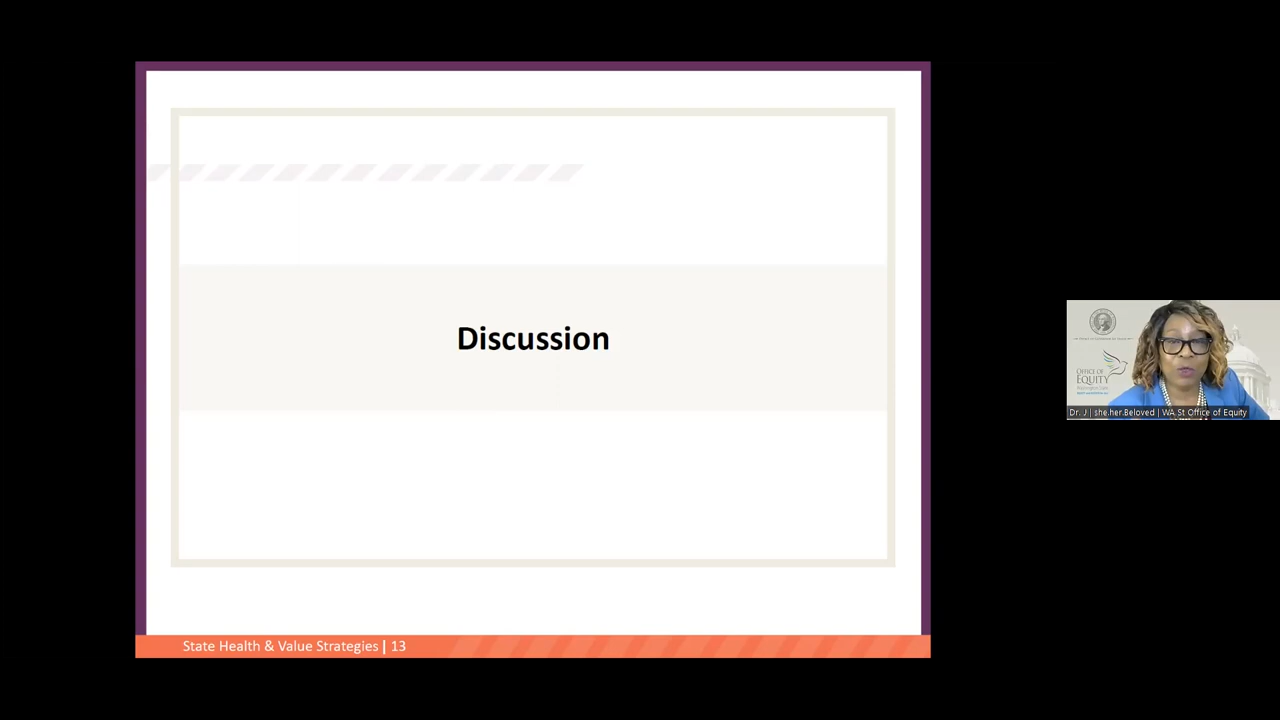 Discussion
State Health & Value Strategies | 13
OFFICE OF
EQUITY
Dr. J | she.her.Beloved | WA.St Office of Equity